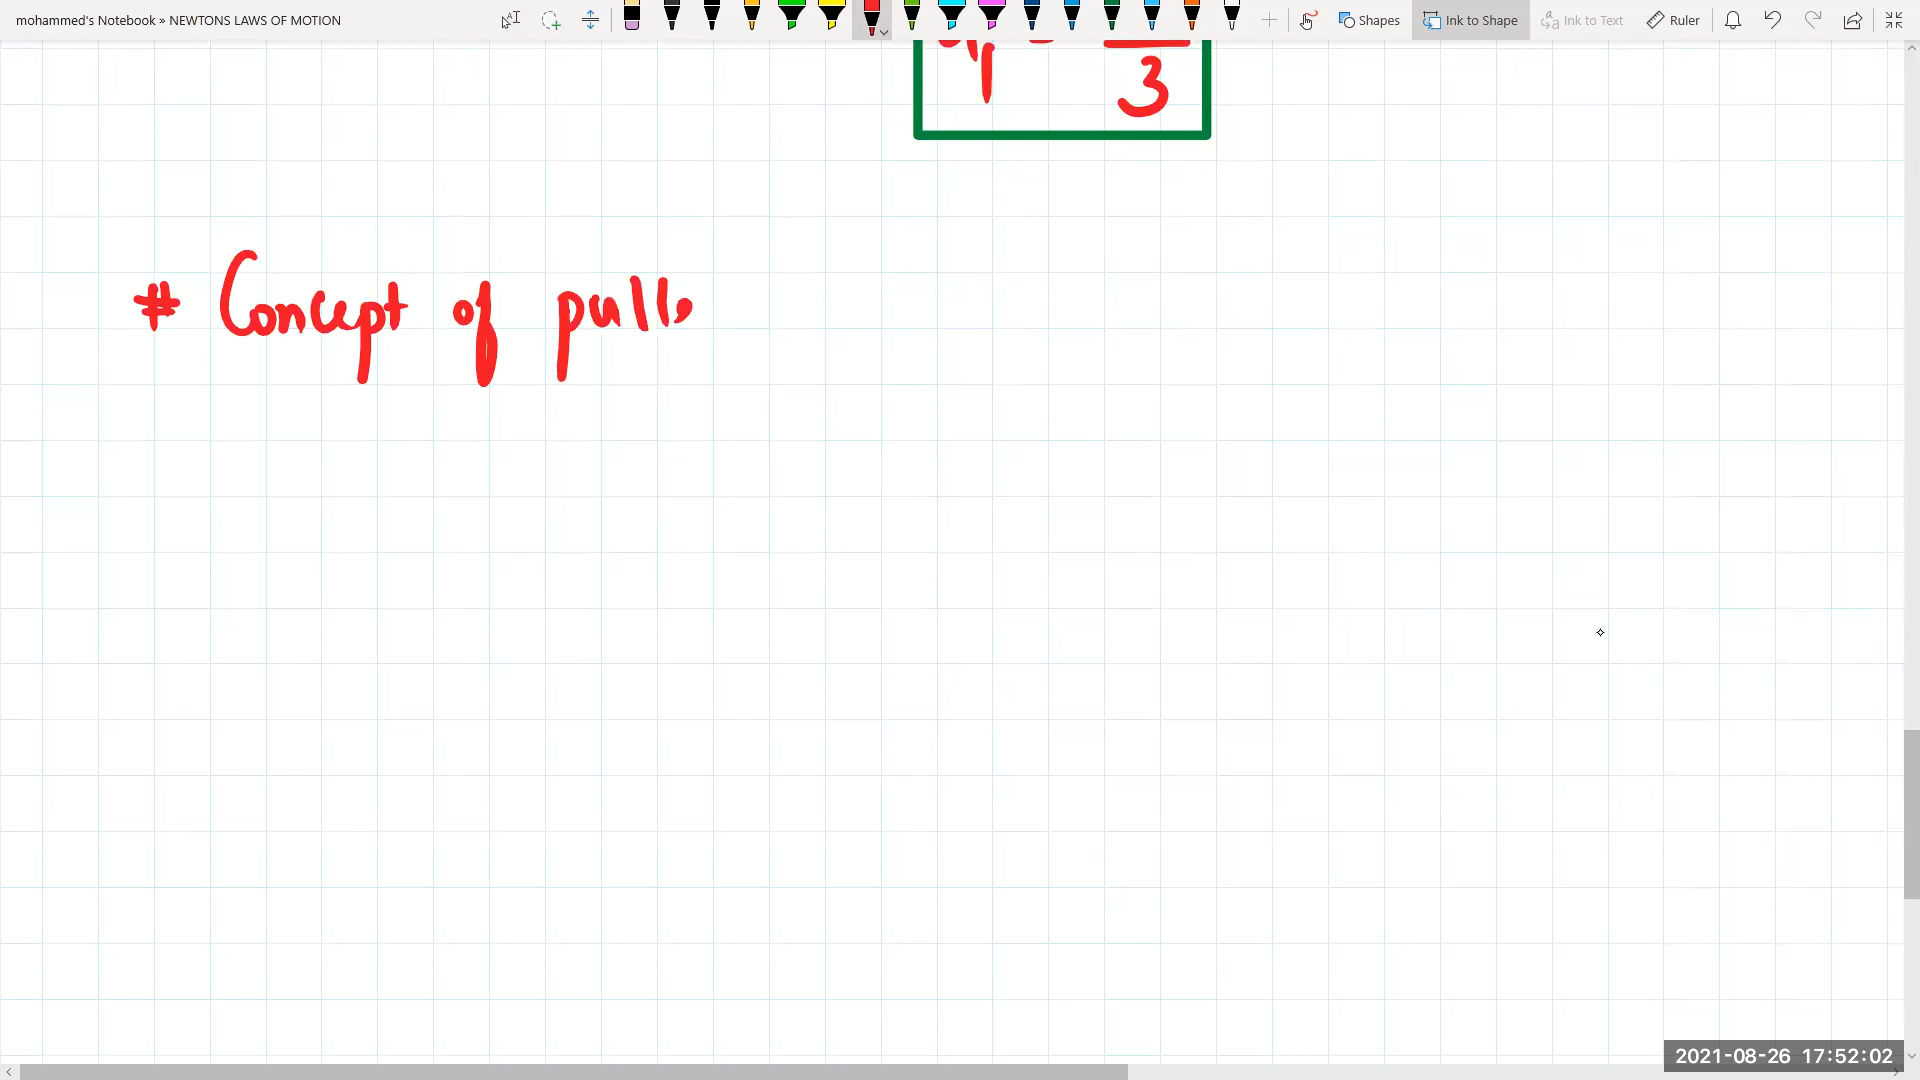 mohammed's Notebook » NEWTONS LAWS OF MOTION
Shapes
Ink to Shape
Ink to Text
Ruler
3
# Concept of
2021-08-26 17:52:02